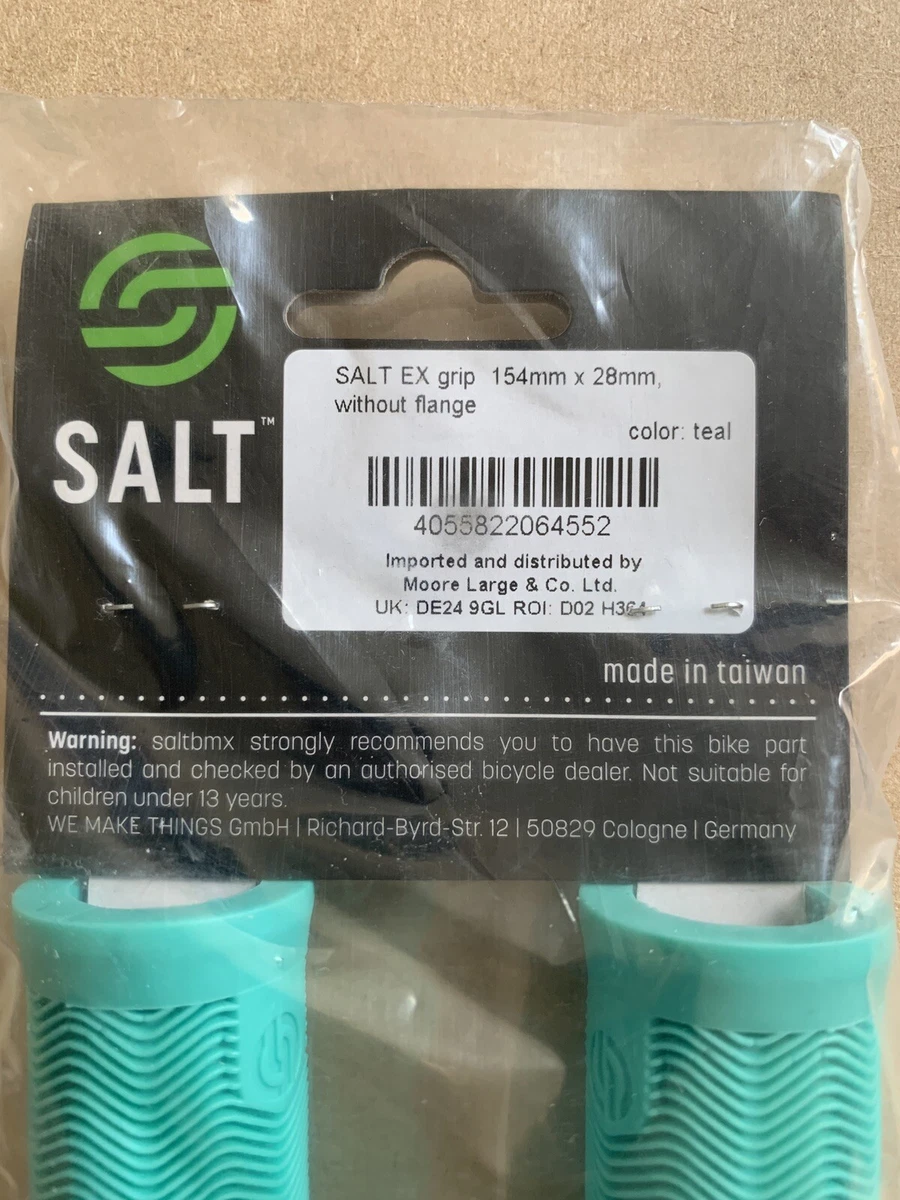 SALT™
SALT EX grip 154mm x 28mm,
without flange
color: teal
4055822064552
Imported and distributed by
Moore Large & Co. Ltd.
UK: DE24 9GL ROI: D02 H364
made in taiwan
Warning: saltbmx strongly recommends you to have this bike part
installed and checked by an authorised bicycle dealer. Not suitable for
children under 13 years.
WE MAKE THINGS GmbH | Richard-Byrd-Str. 12 | 50829 Cologne | Germany